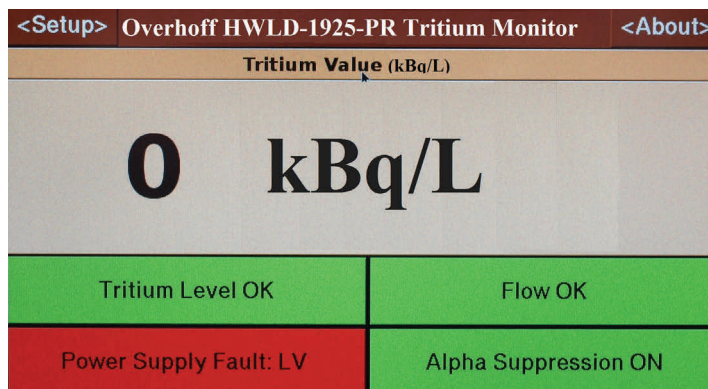 <Setup> Overhoff HWLD-1925-PR Tritium Monitor <About>
Tritium Value (kBq/L)
0 kBq/L
Tritium Level OK Flow OK
Power Supply Fault: LV Alpha Suppression ON